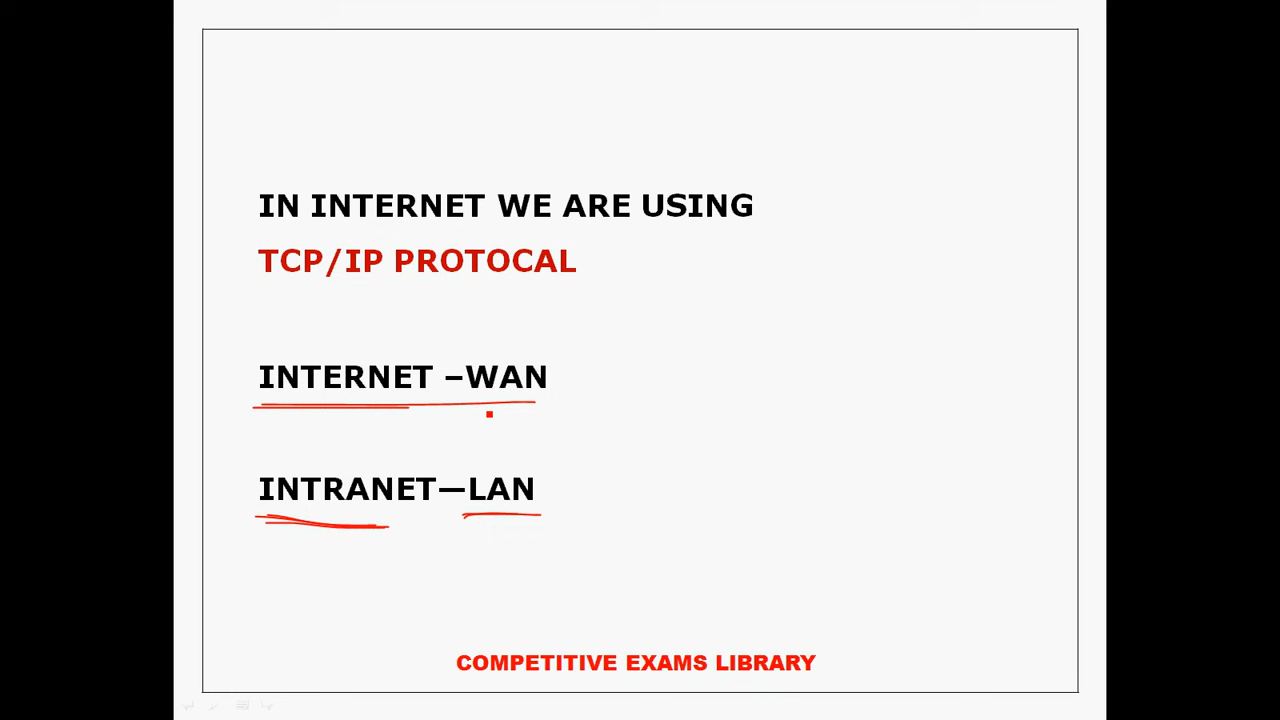 IN INTERNET WE ARE USING
TCP/IP PROTOCAL
INTERNET –WAN
INTRANET—LAN
COMPETITIVE EXAMS LIBRARY